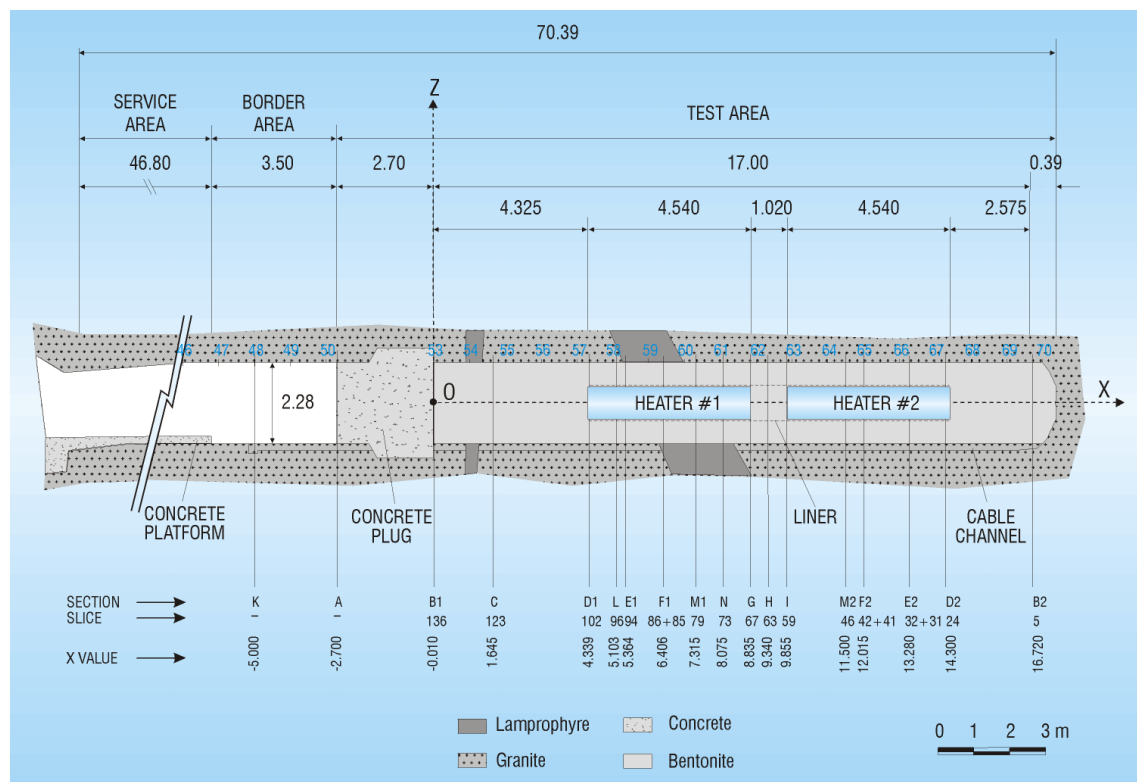 70.39
Z
SERVICE AREA
BORDER AREA
TEST AREA
46.80
3.50
2.70
17.00
0.39
4.325
4.540
1.020
4.540
2.575
46 47 48 49 50 53 54 55 56 57 58 59 60 61 62 63 64 65 66 67 68 69 70
2.28
O
HEATER #1
HEATER #2
X
CONCRETE PLATFORM
CONCRETE PLUG
LINER
CABLE CHANNEL
SECTION K A B1 C D1 L E1 F1 M1 N G H I M2 F2 E2 D2 B2
SLICE – – 136 123 102 96 94 86+85 79 73 67 63 59 46 42+41 32+31 24 5
X VALUE -5.000 -2.700 -0.010 1.645 4.339 5.103 5.364 6.406 7.315 8.075 8.835 9.340 9.855 11.500 12.015 13.280 14.300 16.720
Lamprophyre
Concrete
Granite
Bentonite
0 1 2 3 m